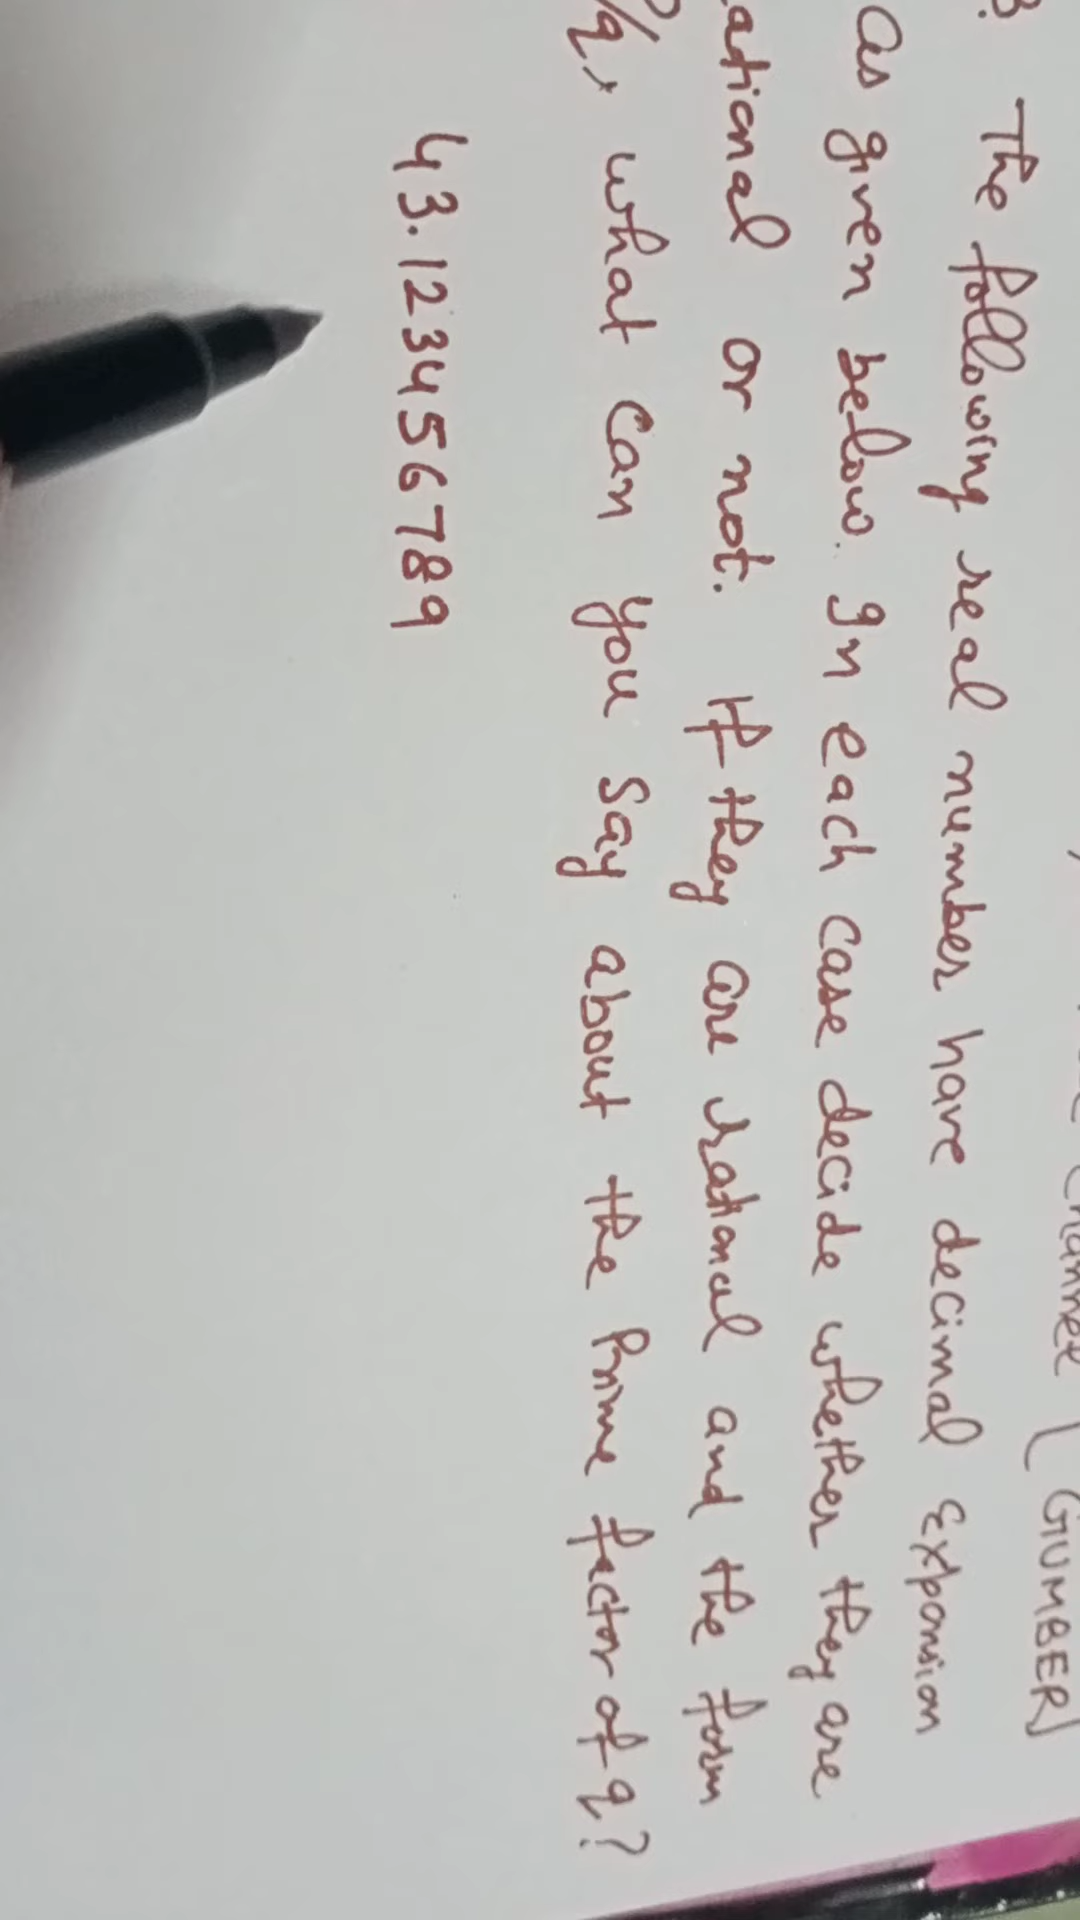 Channel (GUMBER)
3. The following real number have decimal Expansion
as given below. In each case decide whether they are
rational or not. If they are rational and the form
P/q, what can you say about the Prime factor of q?
43.123456789